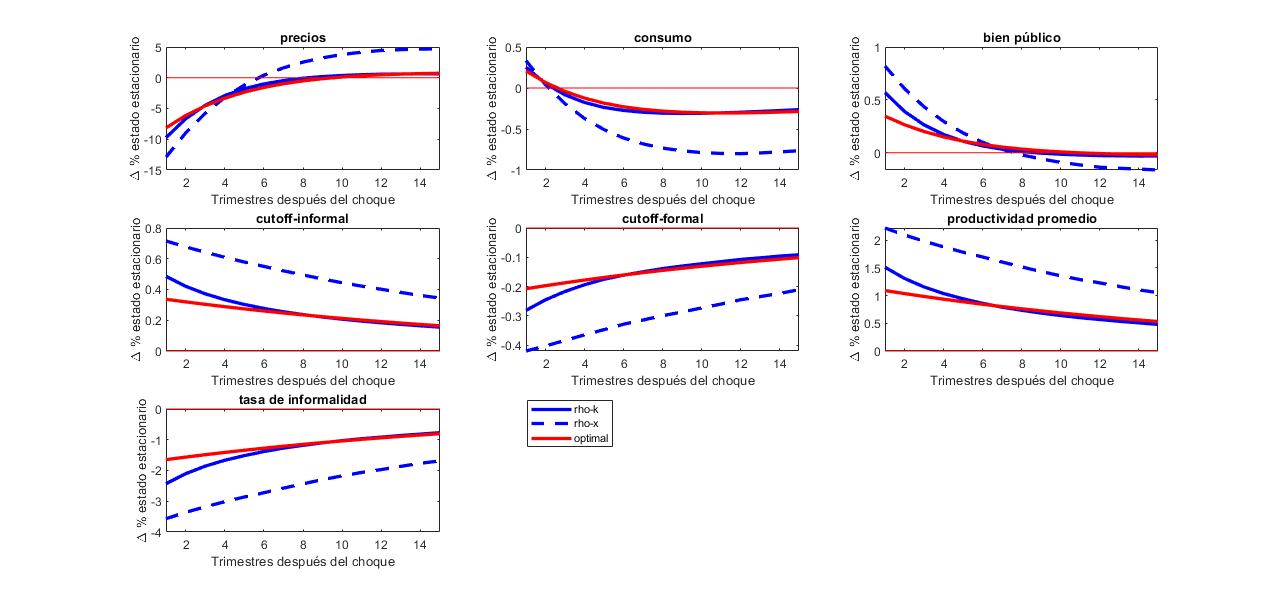 precios
Δ % estado estacionario
5
0
-5
-10
-15
2 4 6 8 10 12 14
Trimestres después del choque
consumo
Δ % estado estacionario
0.5
0
-0.5
-1
2 4 6 8 10 12 14
Trimestres después del choque
bien público
Δ % estado estacionario
1
0.5
0
2 4 6 8 10 12 14
Trimestres después del choque
cutoff-informal
Δ % estado estacionario
0.8
0.6
0.4
0.2
0
2 4 6 8 10 12 14
Trimestres después del choque
cutoff-formal
Δ % estado estacionario
0
-0.1
-0.2
-0.3
-0.4
2 4 6 8 10 12 14
Trimestres después del choque
productividad promedio
Δ % estado estacionario
2
1.5
1
0.5
0
2 4 6 8 10 12 14
Trimestres después del choque
tasa de informalidad
Δ % estado estacionario
0
-1
-2
-3
-4
2 4 6 8 10 12 14
Trimestres después del choque
rho-k
rho-x
optimal